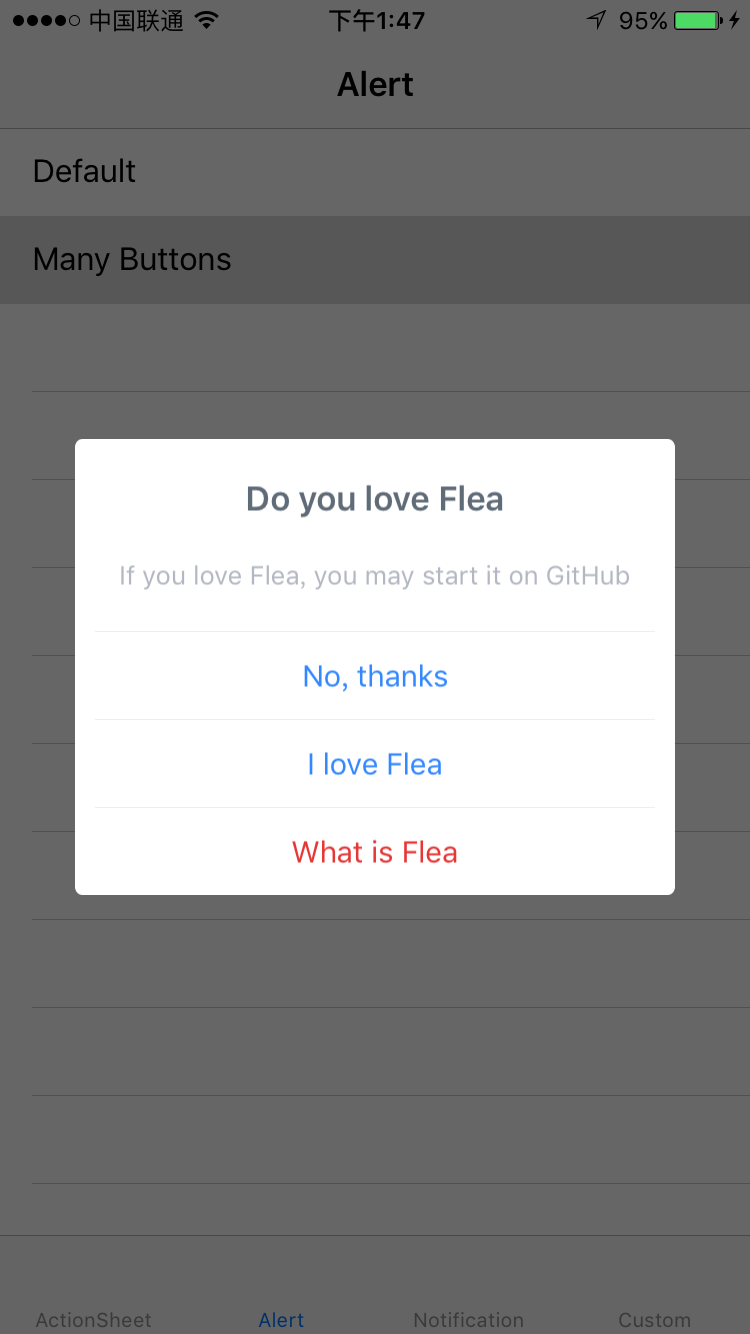 中国联通 下午1:47 95%
Alert
Default
Many Buttons
Do you love Flea
If you love Flea, you may start it on GitHub
No, thanks
I love Flea
What is Flea
ActionSheet Alert Notification Custom